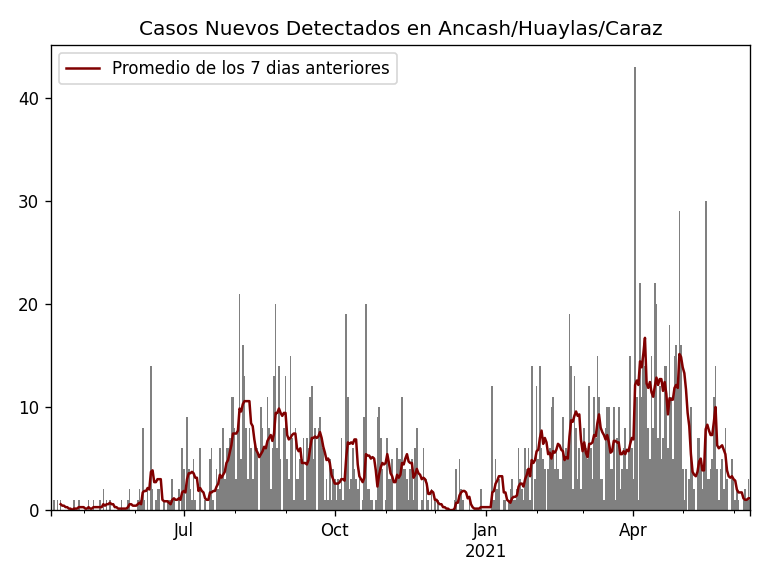 Casos Nuevos Detectados en Ancash/Huaylas/Caraz
Promedio de los 7 dias anteriores
40
30
20
10
0
Jul
Oct
Jan
Apr
2021